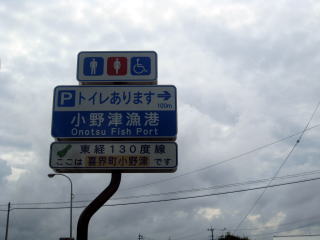 P トイレあります→
100m
小野津漁港
Onotsu Fish Port
東経130度線
ここは 喜界町小野津 です